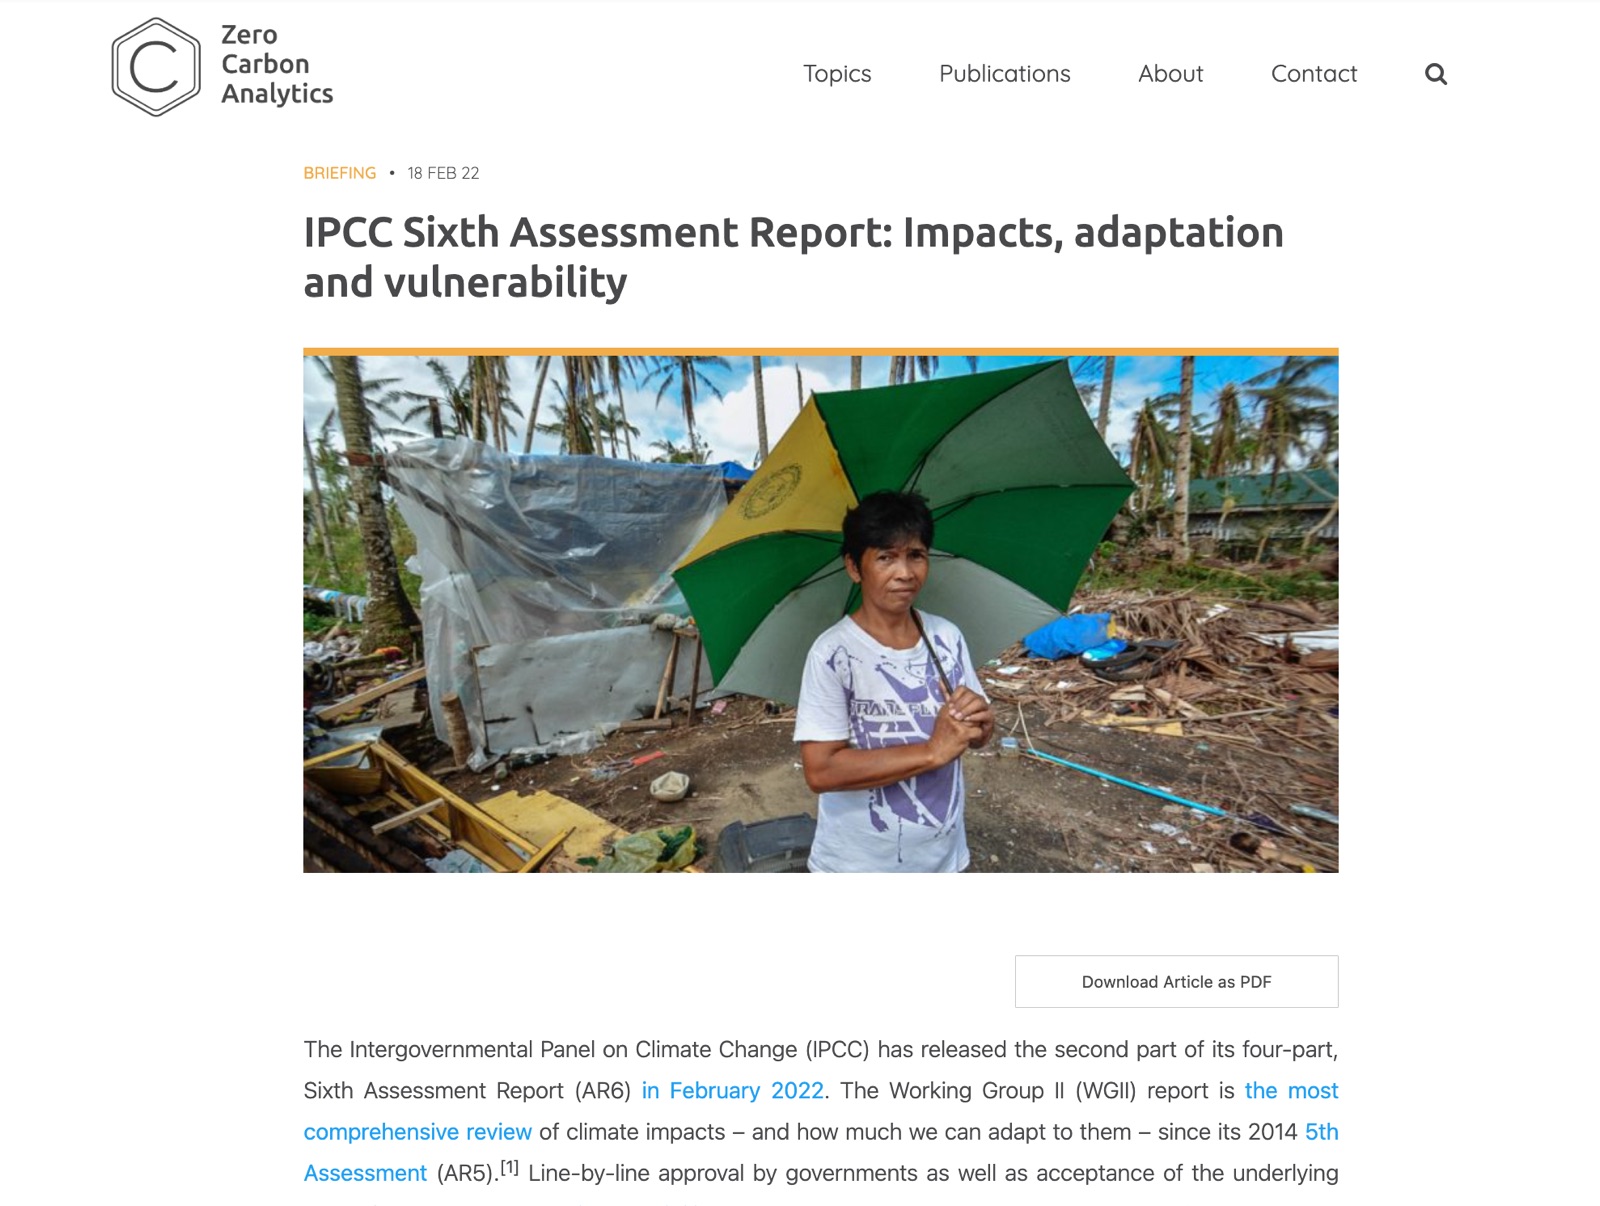 Zero
Carbon
Analytics
Topics
Publications
About
Contact
BRIEFING • 18 FEB 22
IPCC Sixth Assessment Report: Impacts, adaptation
and vulnerability
Download Article as PDF
The Intergovernmental Panel on Climate Change (IPCC) has released the second part of its four-part,
Sixth Assessment Report (AR6) in February 2022. The Working Group II (WGII) report is the most
comprehensive review of climate impacts – and how much we can adapt to them – since its 2014 5th
Assessment (AR5).[1] Line-by-line approval by governments as well as acceptance of the underlying